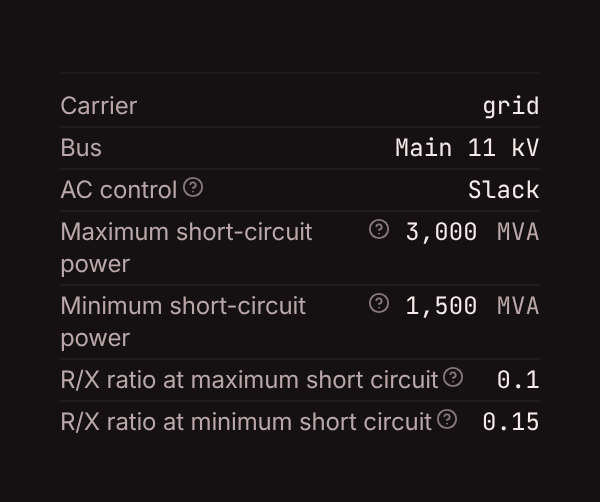 Carrier grid
Bus Main 11 kV
AC control Slack
Maximum short-circuit power 3,000 MVA
Minimum short-circuit power 1,500 MVA
R/X ratio at maximum short circuit 0.1
R/X ratio at minimum short circuit 0.15